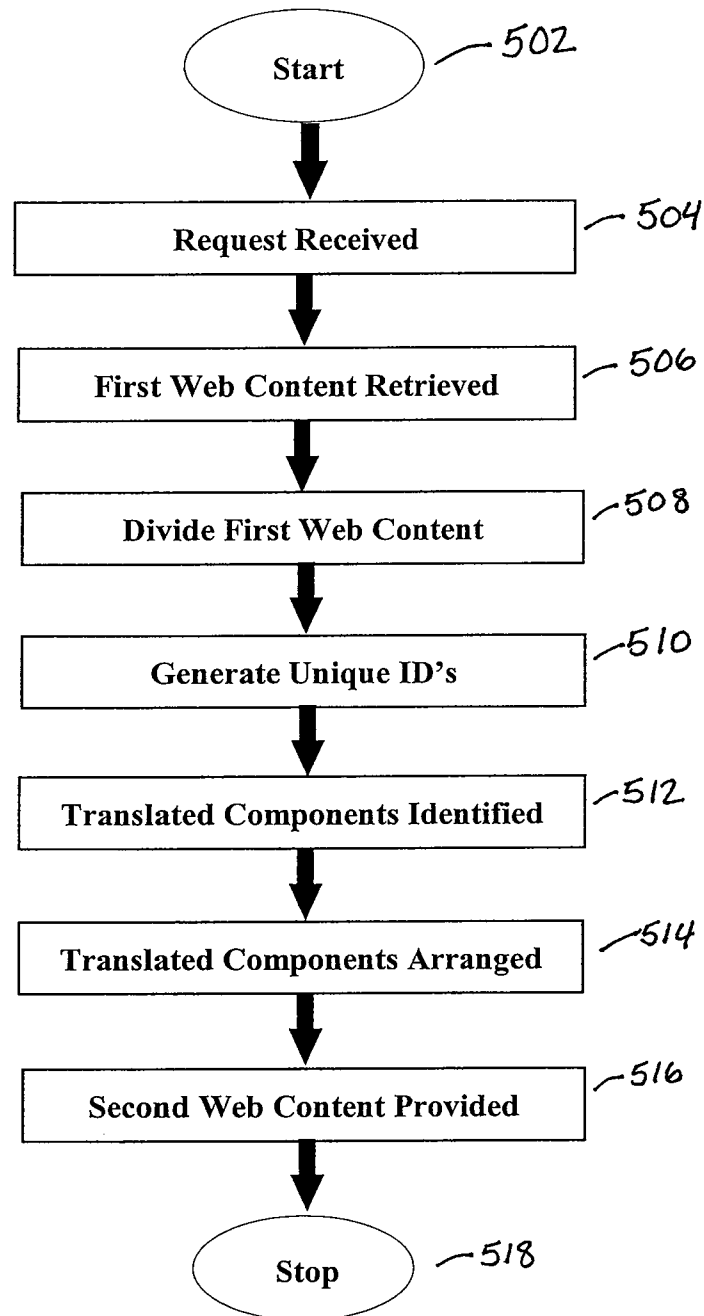 Start 502
Request Received 504
First Web Content Retrieved 506
Divide First Web Content 508
Generate Unique ID's 510
Translated Components Identified 512
Translated Components Arranged 514
Second Web Content Provided 516
Stop 518